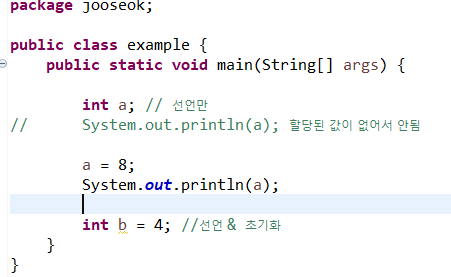 package jooseok;
public class example {
public static void main(String[] args) {
int a; // 선언만
// System.out.println(a); 할당된 값이 없어서 안됨
a = 8;
System.out.println(a);
int b = 4; //선언 & 초기화
}
}